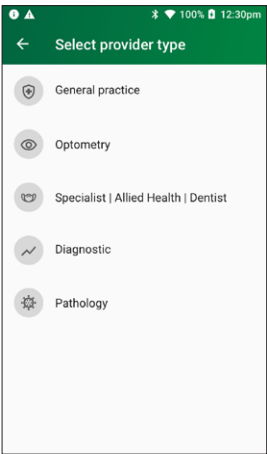 100% 12:30pm
Select provider type
General practice
Optometry
Specialist | Allied Health | Dentist
Diagnostic
Pathology